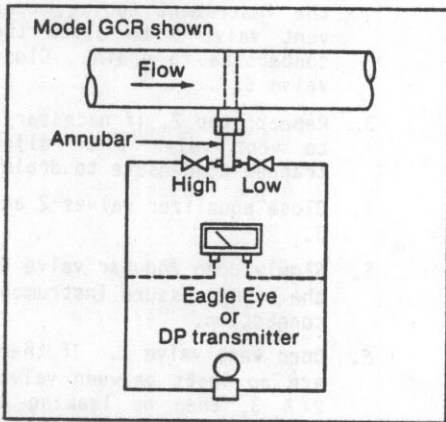 Model GCR shown
Flow
Annubar
High
Low
Eagle Eye
or
DP transmitter